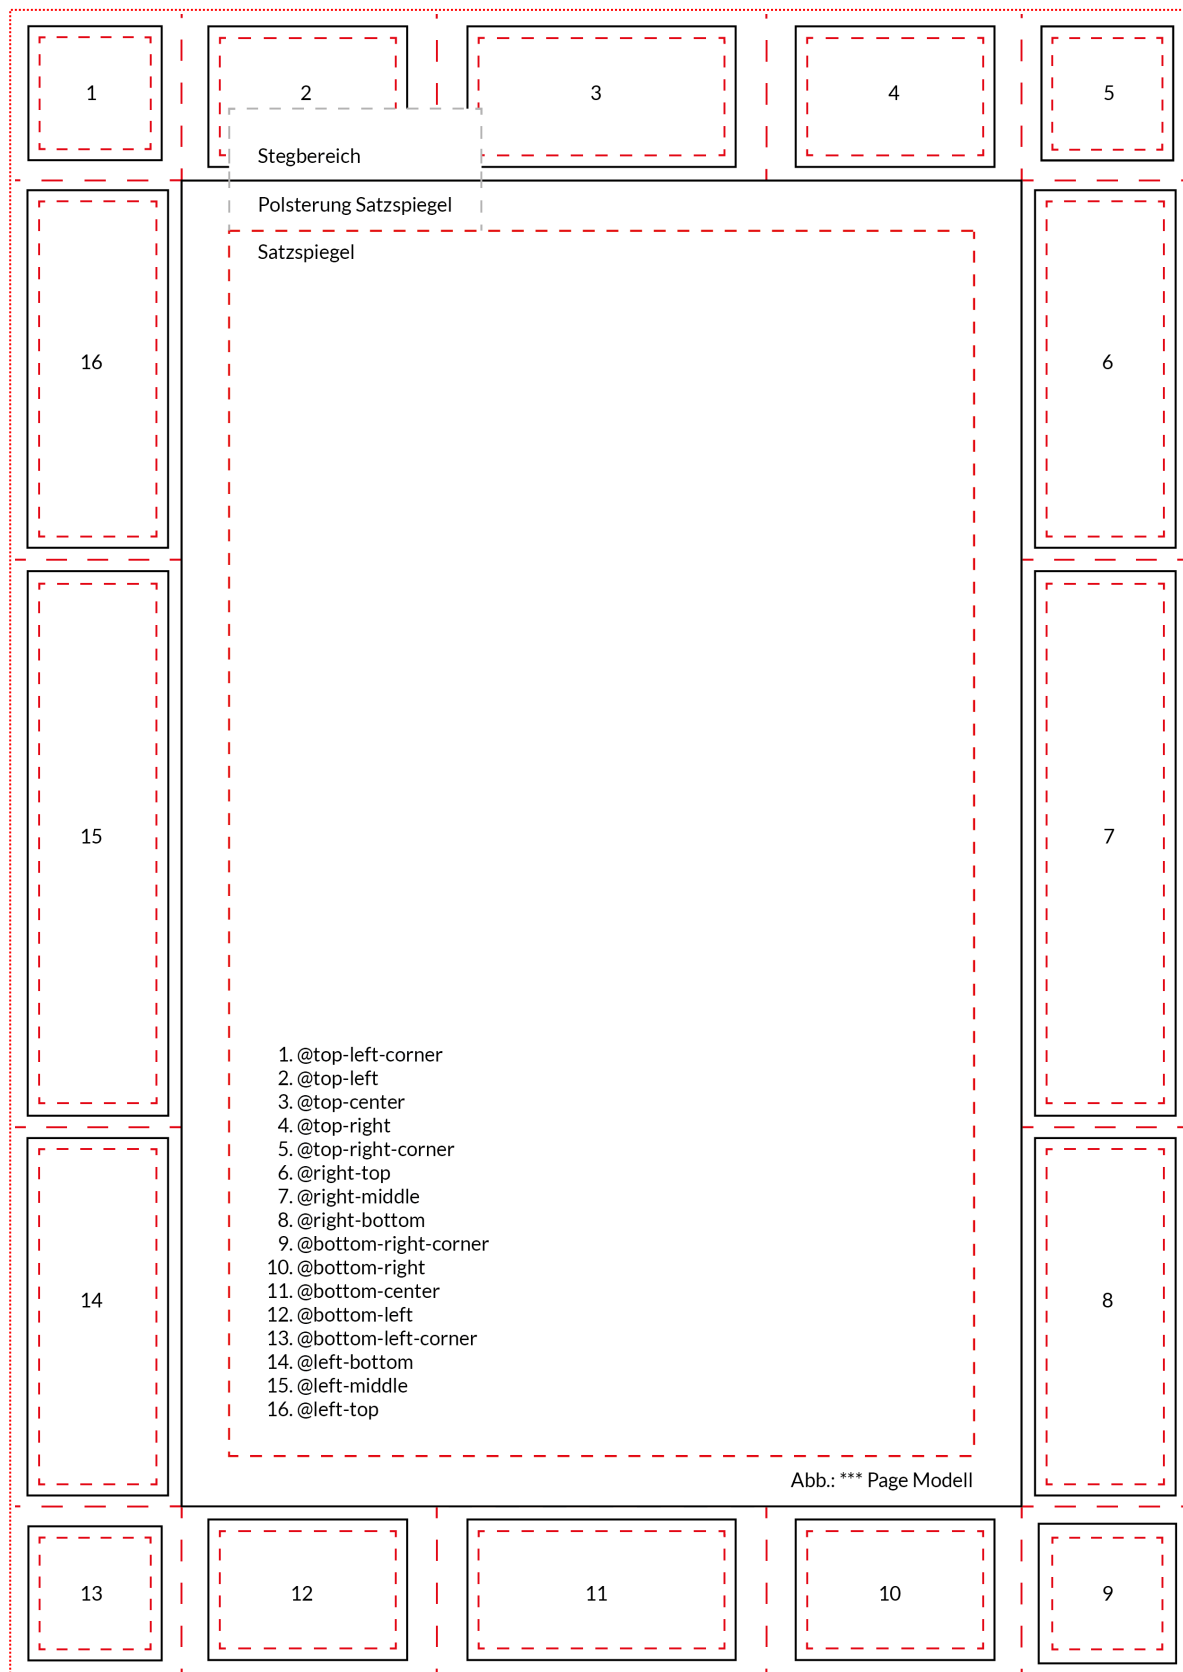 1
2
3
4
5
Stegbereich
Polsterung Satzspiegel
Satzspiegel
16
6
15
7
1. @top-left-corner
2. @top-left
3. @top-center
4. @top-right
5. @top-right-corner
6. @right-top
7. @right-middle
8. @right-bottom
9. @bottom-right-corner
10. @bottom-right
11. @bottom-center
12. @bottom-left
13. @bottom-left-corner
14. @left-bottom
15. @left-middle
16. @left-top
14
8
Abb.: *** Page Modell
13
12
11
10
9